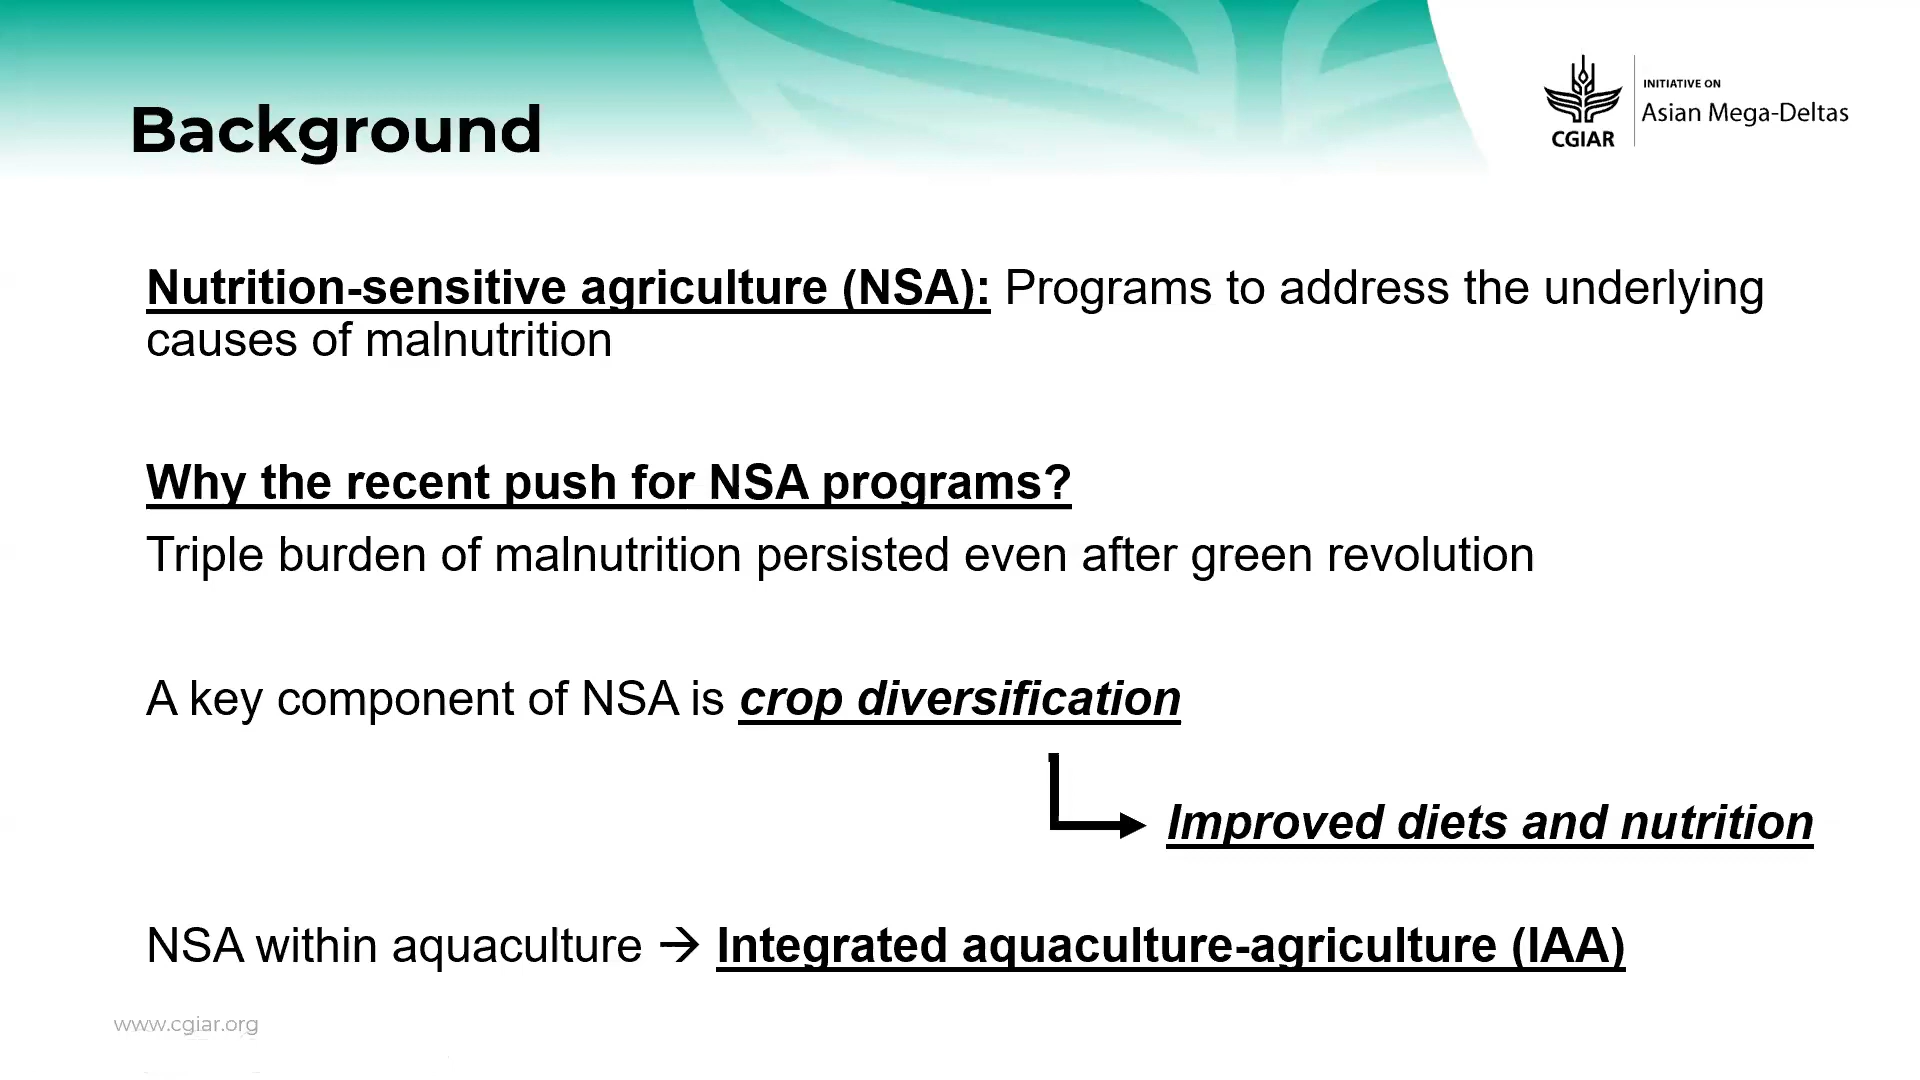 Background
INITIATIVE ON
Asian Mega-Deltas
CGIAR
Nutrition-sensitive agriculture (NSA): Programs to address the underlying
causes of malnutrition
Why the recent push for NSA programs?
Triple burden of malnutrition persisted even after green revolution
A key component of NSA is crop diversification
Improved diets and nutrition
NSA within aquaculture → Integrated aquaculture-agriculture (IAA)
www.cgiar.org